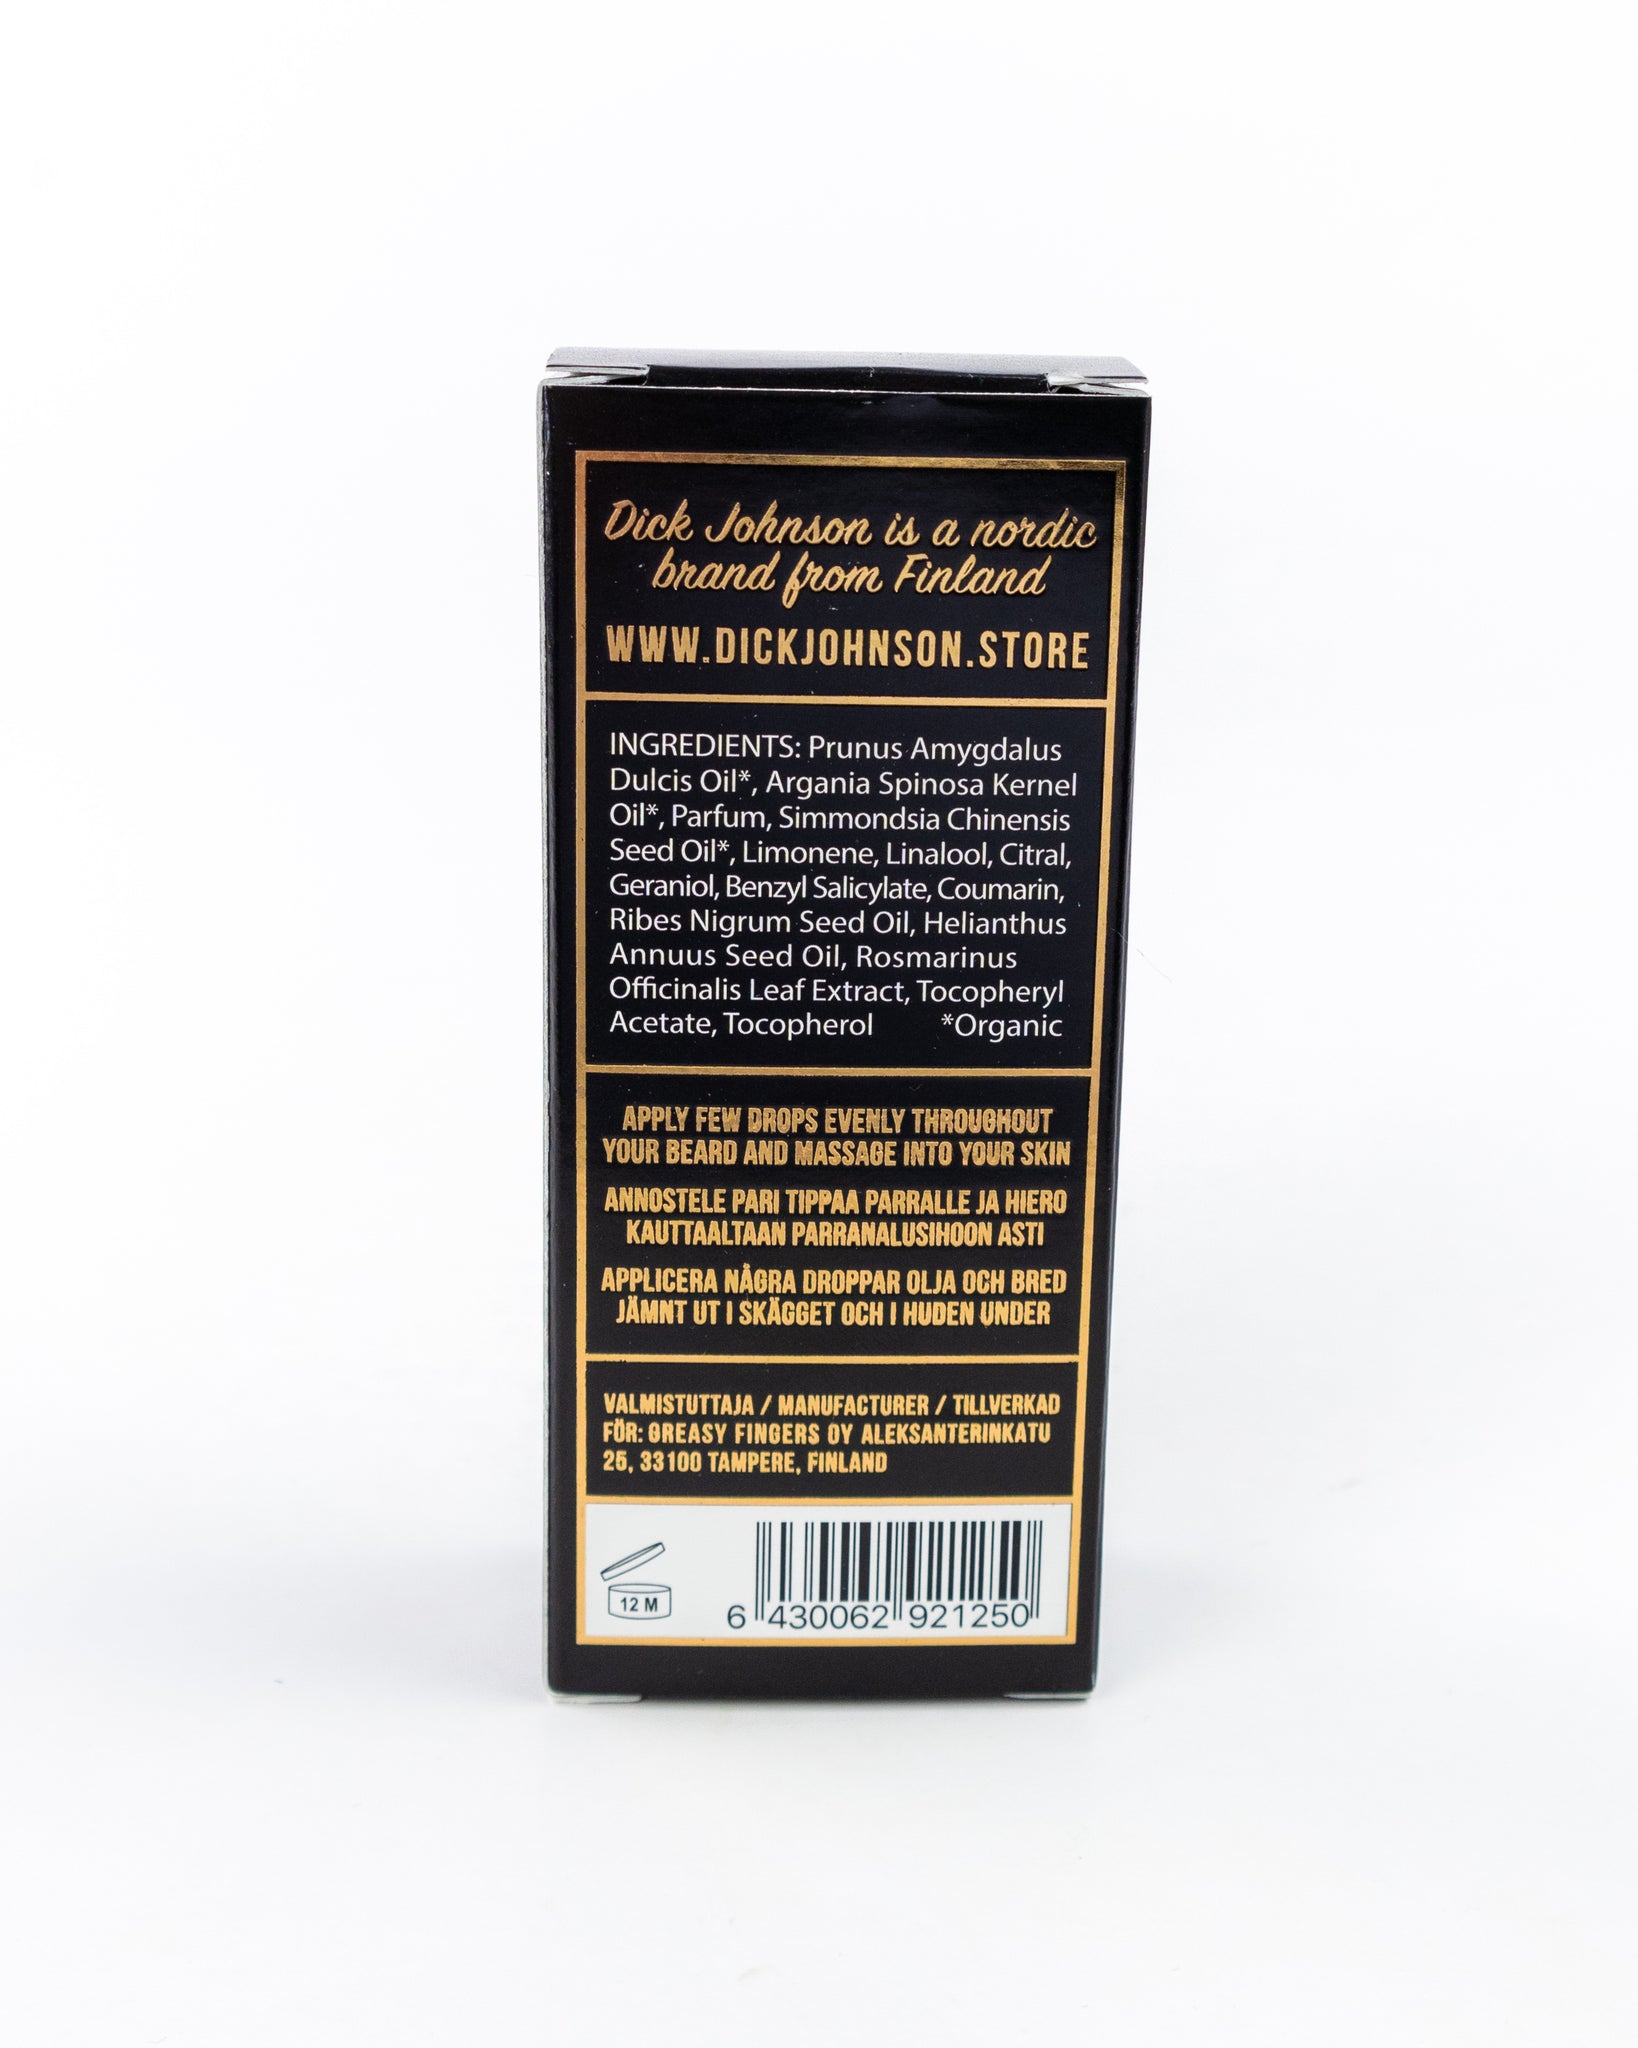 Dick Johnson is a nordic
brand from Finland
WWW.DICKJOHNSON.STORE
INGREDIENTS: Prunus Amygdalus
Dulcis Oil*, Argania Spinosa Kernel
Oil*, Parfum, Simmondsia Chinensis
Seed Oil*, Limonene, Linalool, Citral,
Geraniol, Benzyl Salicylate, Coumarin,
Ribes Nigrum Seed Oil, Helianthus
Annuus Seed Oil, Rosmarinus
Officinalis Leaf Extract, Tocopheryl
Acetate, Tocopherol *Organic
APPLY FEW DROPS EVENLY THROUGHOUT
YOUR BEARD AND MASSAGE INTO YOUR SKIN
ANNOSTELE PARI TIPPAA PARRALLE JA HIERO
KAUTTAALTAAN PARRANALUSIHOON ASTI
APPLICERA NÅGRA DROPPAR OLJA OCH BRED
JÄMNT UT I SKÄGGET OCH I HUDEN UNDER
VALMISTUTTAJA / MANUFACTURER / TILLVERKAD
FÖR: GREASY FINGERS OY ALEKSANTERINKATU
25, 33100 TAMPERE, FINLAND
12 M
6 430062 921250